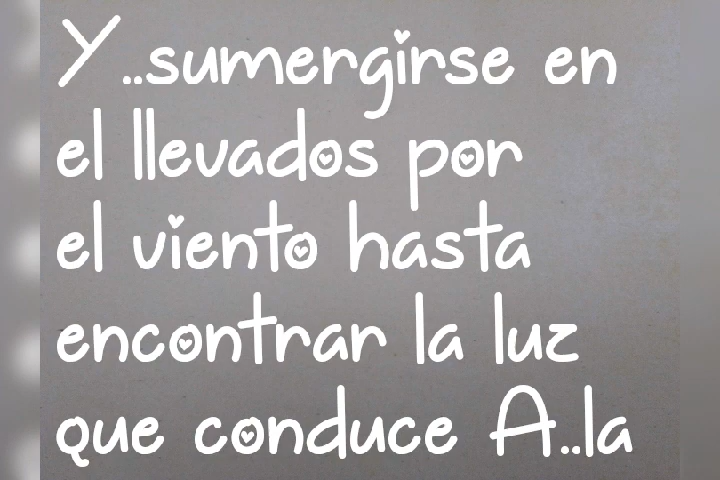 Y..sumergirse en
el llevados por
el viento hasta
encontrar la luz
que conduce A..la